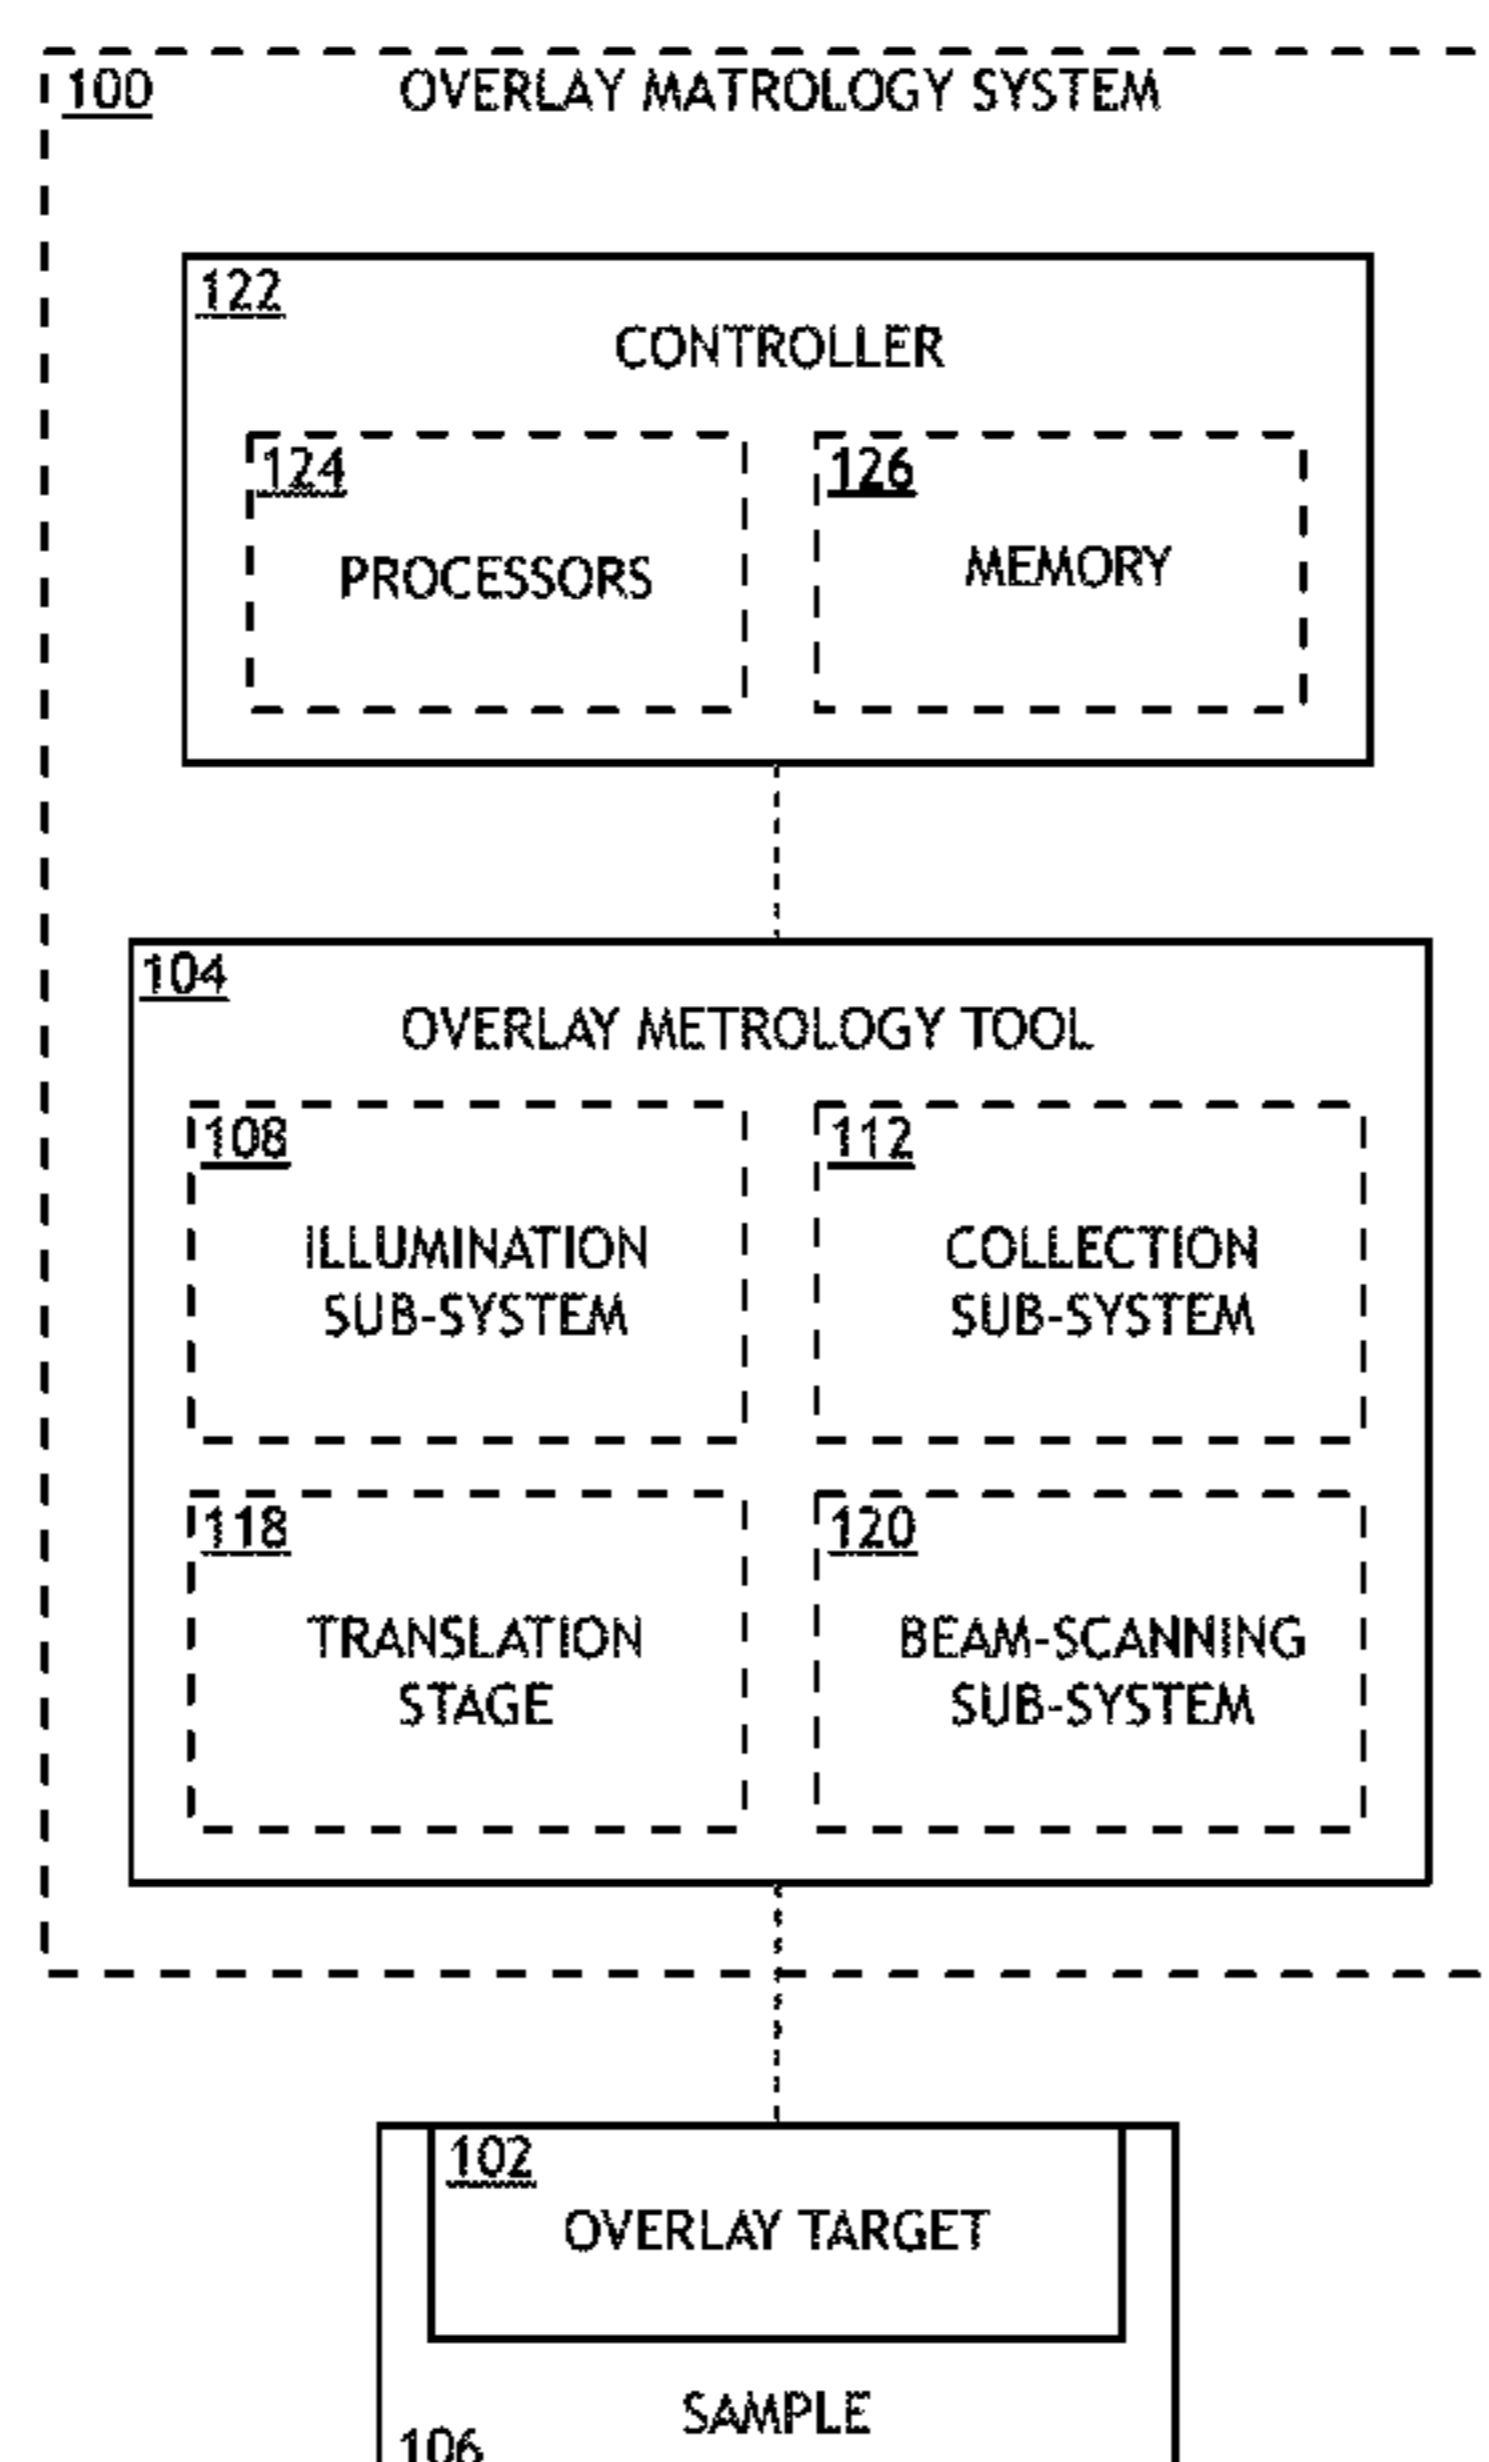 100 OVERLAY MATROLOGY SYSTEM
122
CONTROLLER
124
PROCESSORS
126
MEMORY
104
OVERLAY METROLOGY TOOL
108
ILLUMINATION
SUB-SYSTEM
112
COLLECTION
SUB-SYSTEM
118
TRANSLATION
STAGE
120
BEAM-SCANNING
SUB-SYSTEM
102
OVERLAY TARGET
SAMPLE
106